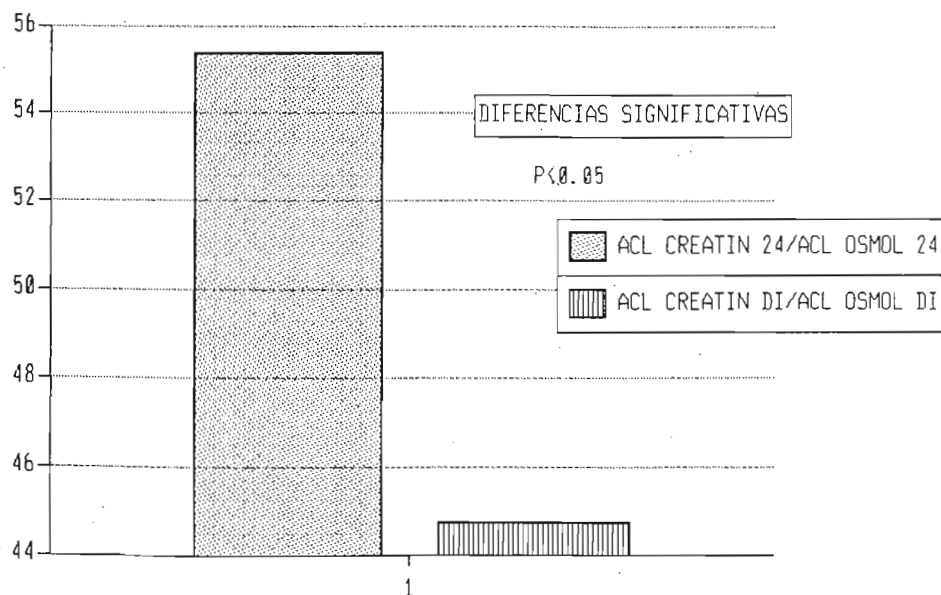 56
54
52
50
48
46
44
DIFERENCIAS SIGNIFICATIVAS
P<0.05
ACL CREATIN 24/ACL OSMOL 24
ACL CREATIN DI/ACL OSMOL DI
1